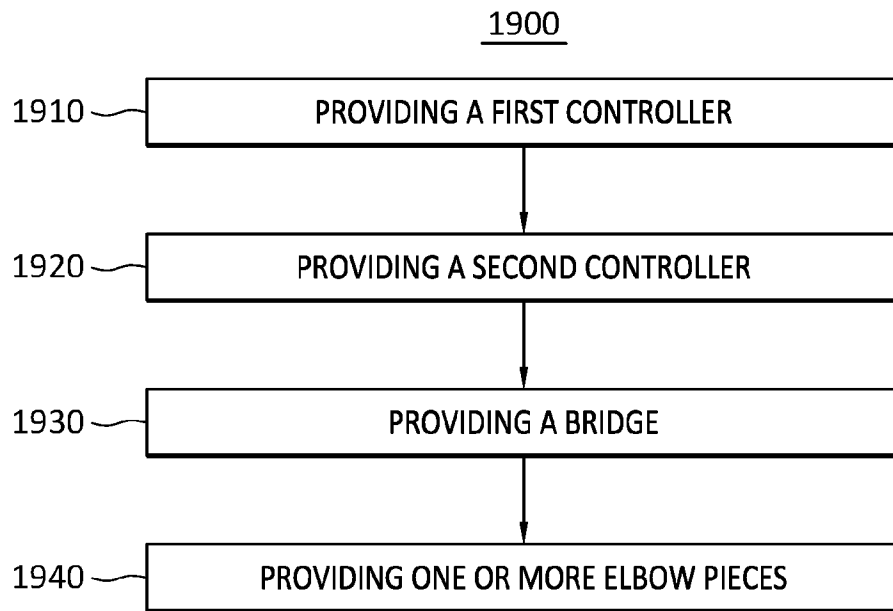 1900
1910 PROVIDING A FIRST CONTROLLER
1920 PROVIDING A SECOND CONTROLLER
1930 PROVIDING A BRIDGE
1940 PROVIDING ONE OR MORE ELBOW PIECES